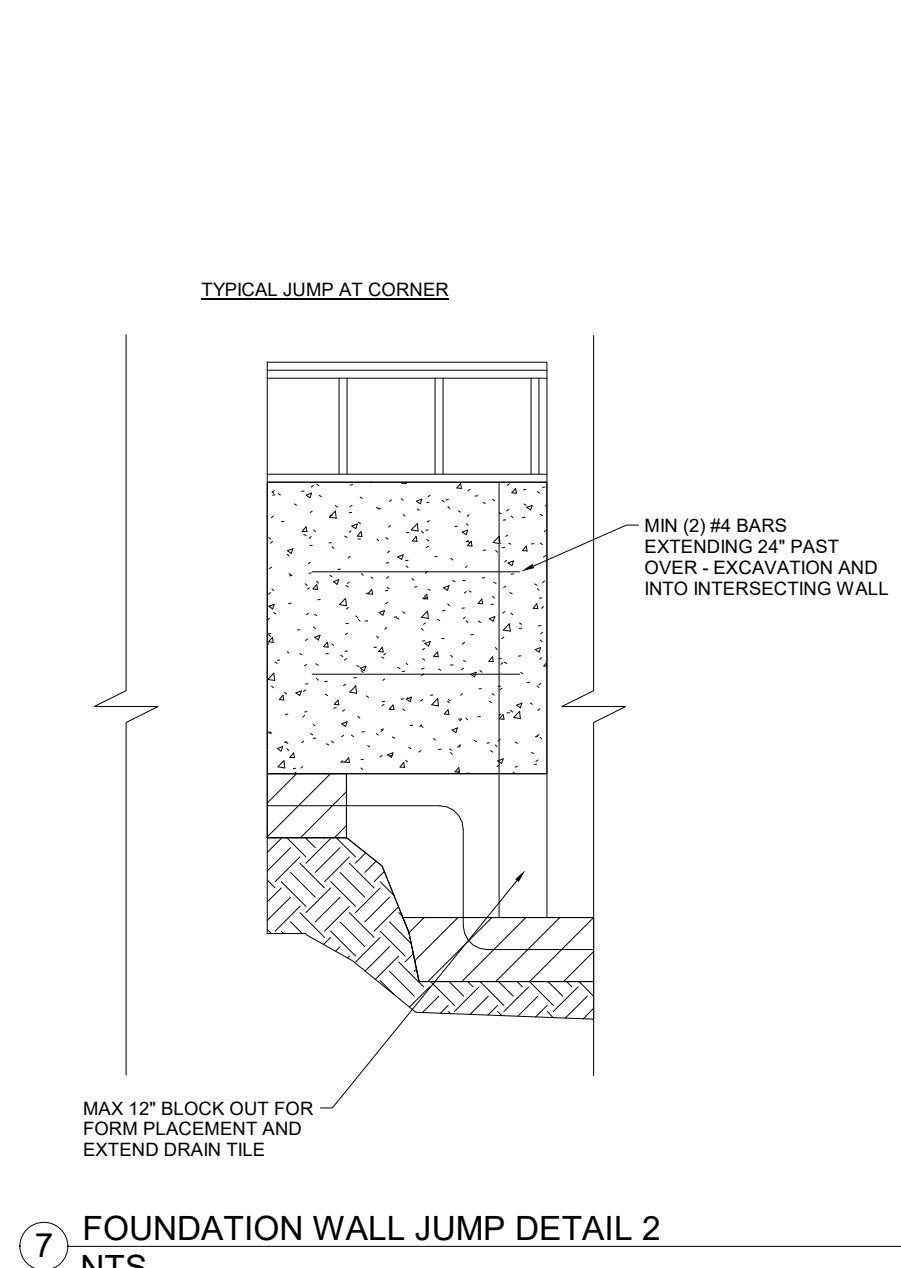 TYPICAL JUMP AT CORNER
MIN (2) #4 BARS
EXTENDING 24" PAST
OVER - EXCAVATION AND
INTO INTERSECTING WALL
MAX 12" BLOCK OUT FOR
FORM PLACEMENT AND
EXTEND DRAIN TILE
7 FOUNDATION WALL JUMP DETAIL 2
NTS